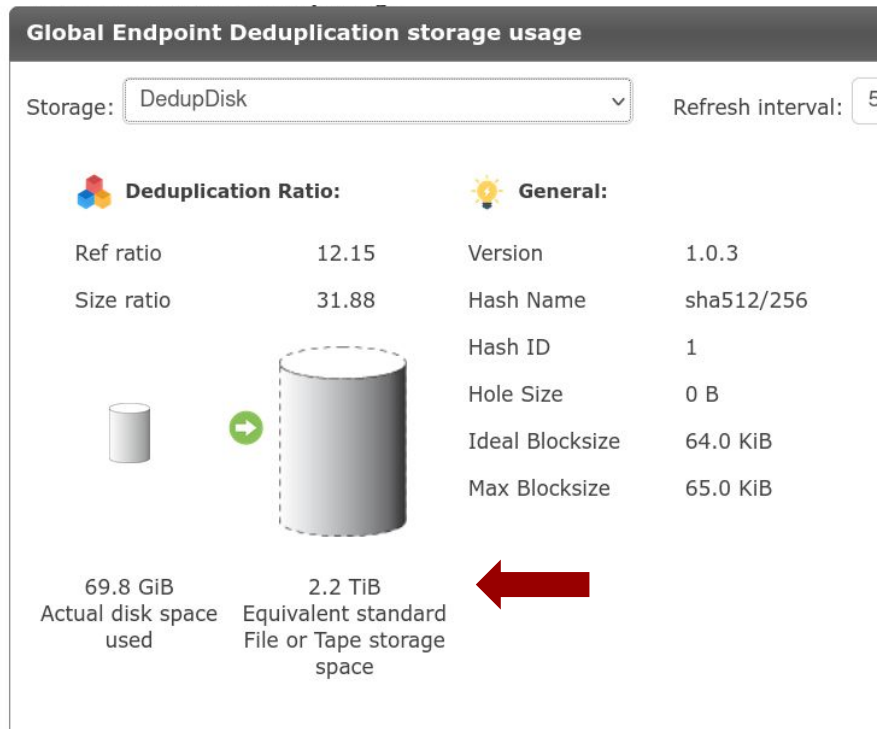 Global Endpoint Deduplication storage usage
Storage: DedupDisk Refresh interval: 5
Deduplication Ratio: General:
Ref ratio 12.15 Version 1.0.3
Size ratio 31.88 Hash Name sha512/256
Hash ID 1
Hole Size 0 B
Ideal Blocksize 64.0 KiB
Max Blocksize 65.0 KiB
69.8 GiB 2.2 TiB
Actual disk space Equivalent standard
used File or Tape storage
space